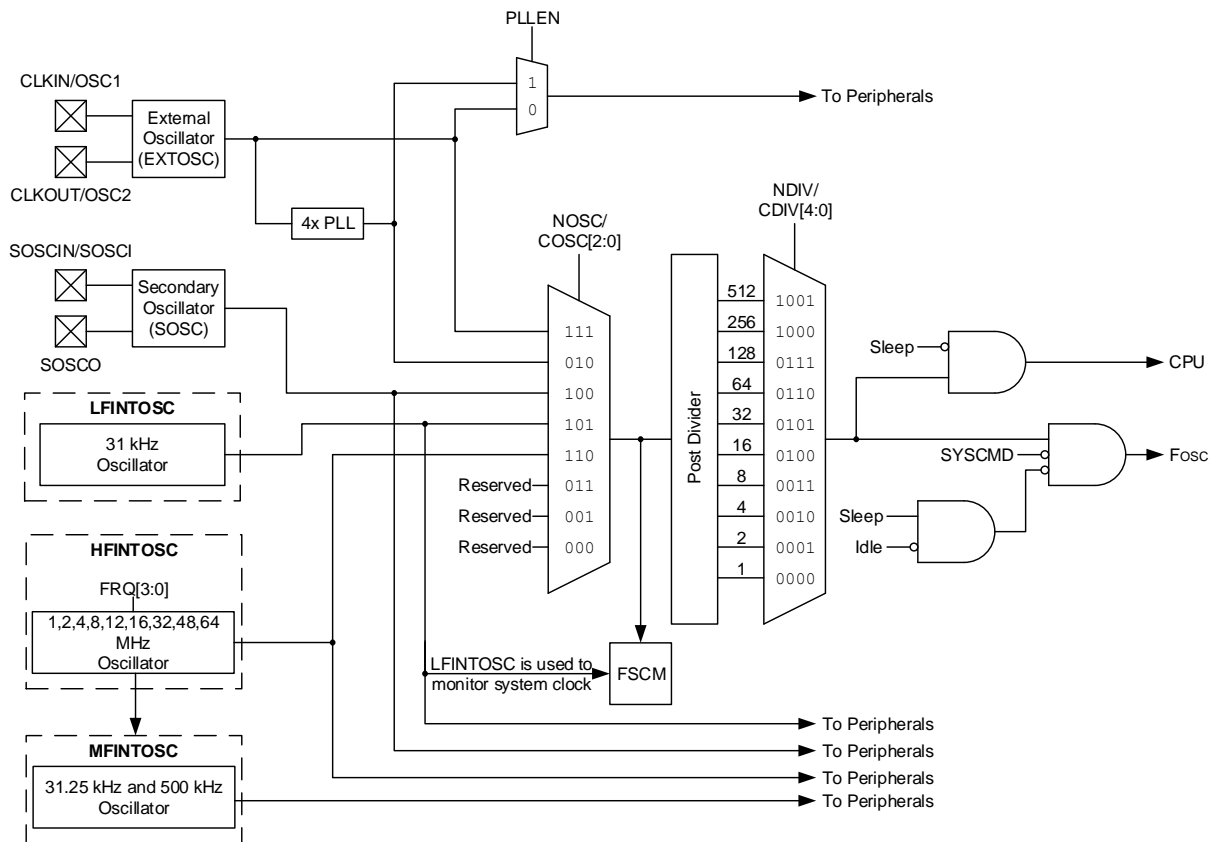 PLLEN
CLKIN/OSC1
External
Oscillator
(EXTOSC)
CLKOUT/OSC2
1
0
To Peripherals
4x PLL
NOSC/
COSC[2:0]
NDIV/
CDIV[4:0]
SOSCIN/SOSCI
Secondary
Oscillator
(SOSC)
SOSCO
LFINTOSC
31 kHz
Oscillator
HFINTOSC
FRQ[3:0]
1,2,4,8,12,16,32,48,64
MHz
Oscillator
MFINTOSC
31.25 kHz and 500 kHz
Oscillator
111
010
100
101
110
Reserved 011
Reserved 001
Reserved 000
Post Divider
512 1001
256 1000
128 0111
64 0110
32 0101
16 0100
8 0011
4 0010
2 0001
1 0000
Sleep
CPU
SYSCMD
Fosc
Sleep
Idle
LFINTOSC is used to
monitor system clock
FSCM
To Peripherals
To Peripherals
To Peripherals
To Peripherals